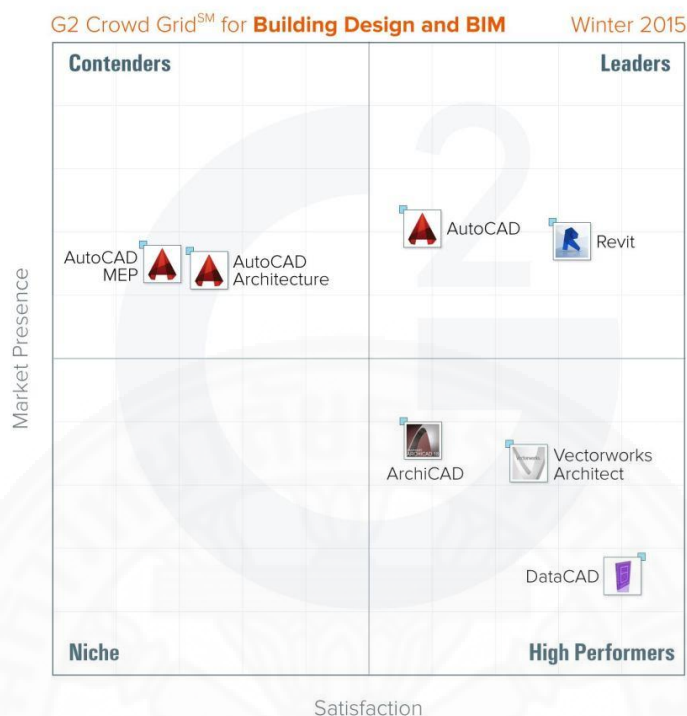 G2 Crowd Grid℠ for Building Design and BIM
Winter 2015
Contenders
Leaders
AutoCAD
Revit
AutoCAD
MEP
AutoCAD
Architecture
Market Presence
ArchiCAD
Vectorworks
Architect
DataCAD
Niche
High Performers
Satisfaction